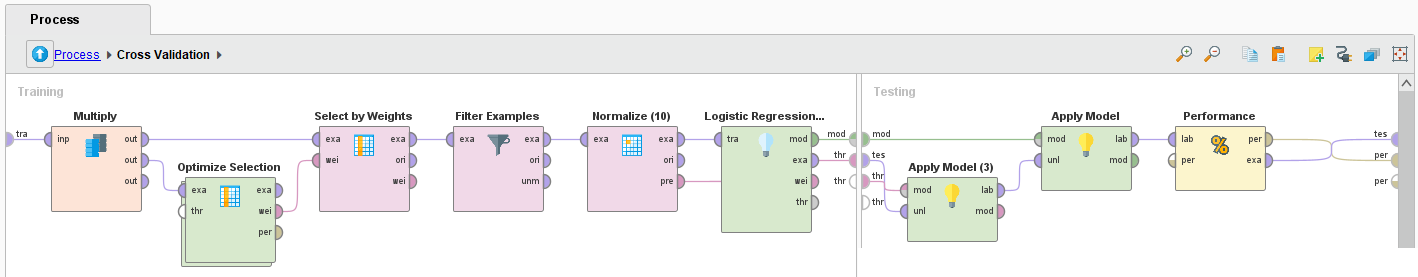 Process
Process Cross Validation
Training
Testing
Multiply
inp out
out
out
Optimize Selection
exa exa
thr wei
per
Select by Weights
exa exa
wei ori
wei
Filter Examples
exa exa
ori
unm
Normalize (10)
exa exa
ori
pre
Logistic Regression...
tra mod
exa
wei
thr
tra
mod
thr
thr
mod
tes
thr
thr
Apply Model (3)
mod lab
unl mod
Apply Model
mod lab
unl mod
Performance
lab per
per exa
tes
per
per